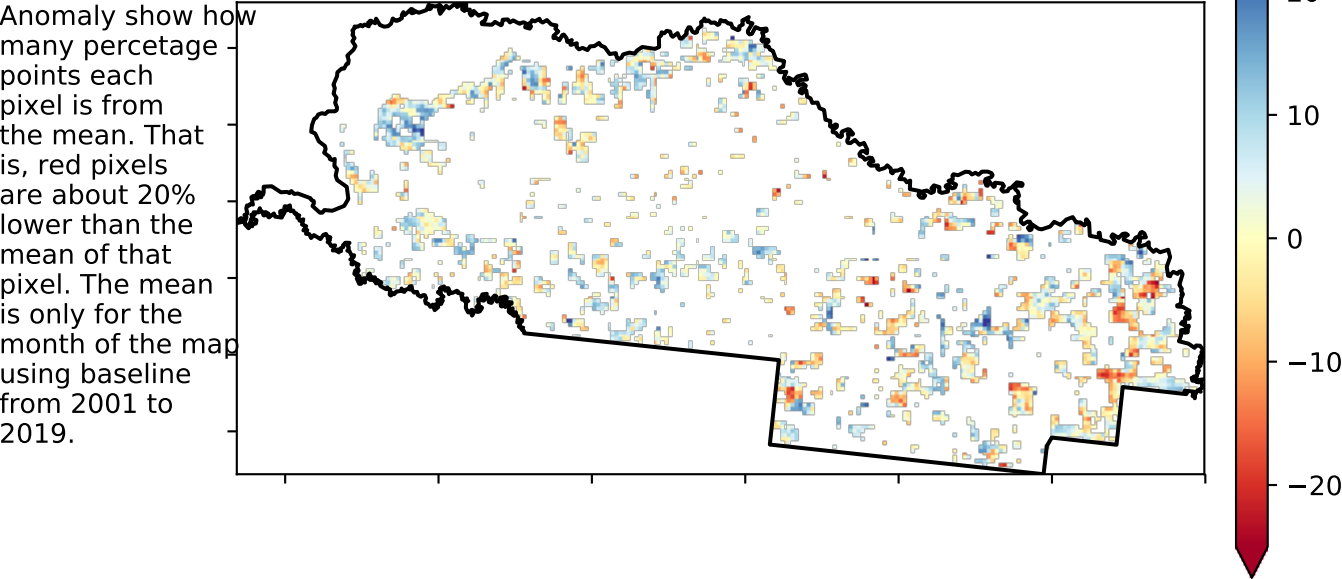 Anomaly show how
many percetage
points each
pixel is from
the mean. That
is, red pixels
are about 20%
lower than the
mean of that
pixel. The mean
is only for the
month of the map
using baseline
from 2001 to
2019.
10
0
−10
−20